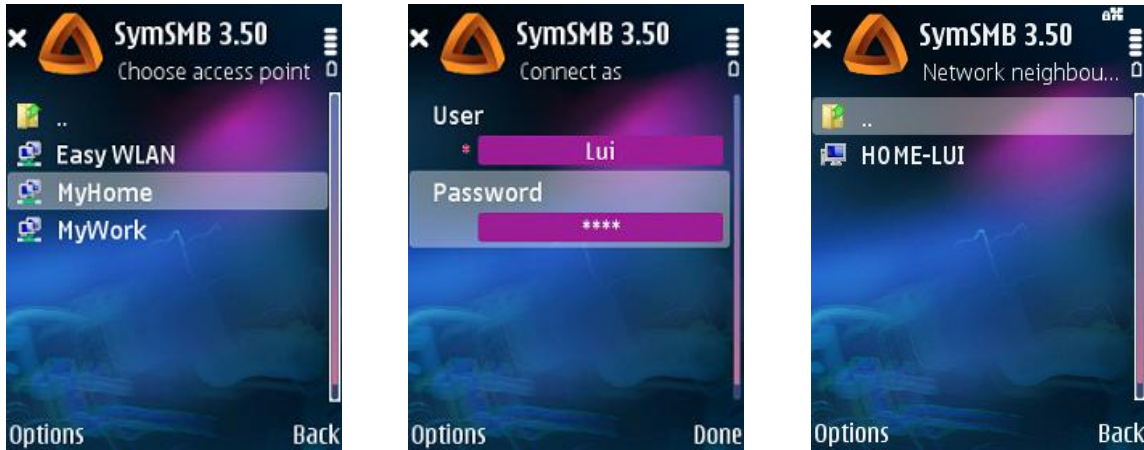 SymSMB 3.50
Choose access point
..
Easy WLAN
MyHome
MyWork
Options Back
SymSMB 3.50
Connect as
User
* Lui
Password
****
Options Done
SymSMB 3.50
Network neighbou...
..
HOME-LUI
Options Back